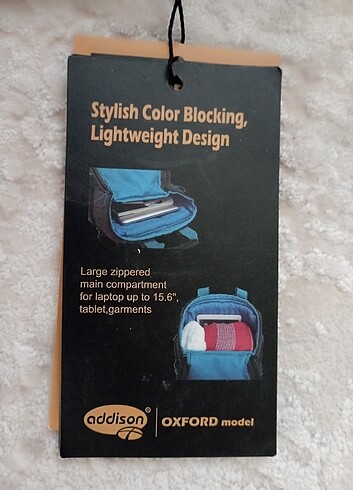 Stylish Color Blocking,
Lightweight Design
Large zippered
main compartment
for laptop up to 15.6",
tablet,garments
addison®
OXFORD model